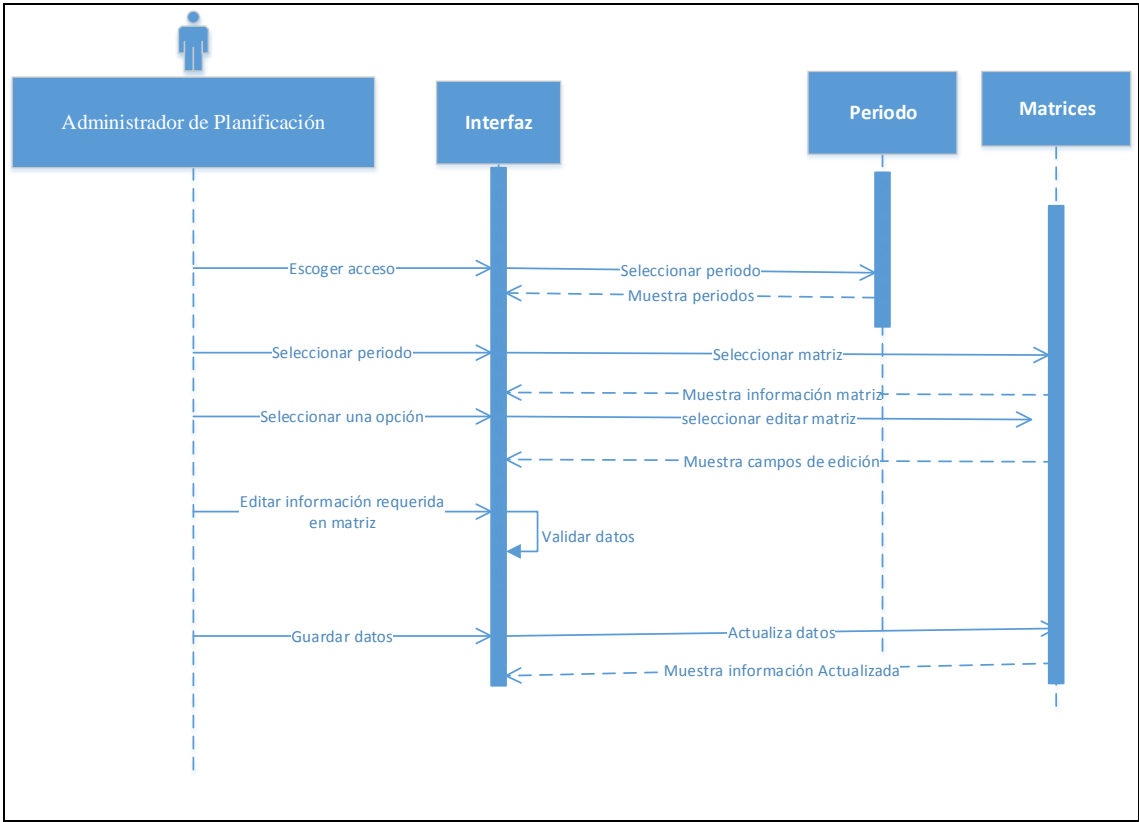 Administrador de Planificación
Interfaz
Periodo
Matrices
Escoger acceso
Seleccionar periodo
Muestra periodos
Seleccionar periodo
Seleccionar matriz
Muestra información matriz
Seleccionar una opción
seleccionar editar matriz
Muestra campos de edición
Editar información requerida
en matriz
Validar datos
Guardar datos
Actualiza datos
Muestra información Actualizada